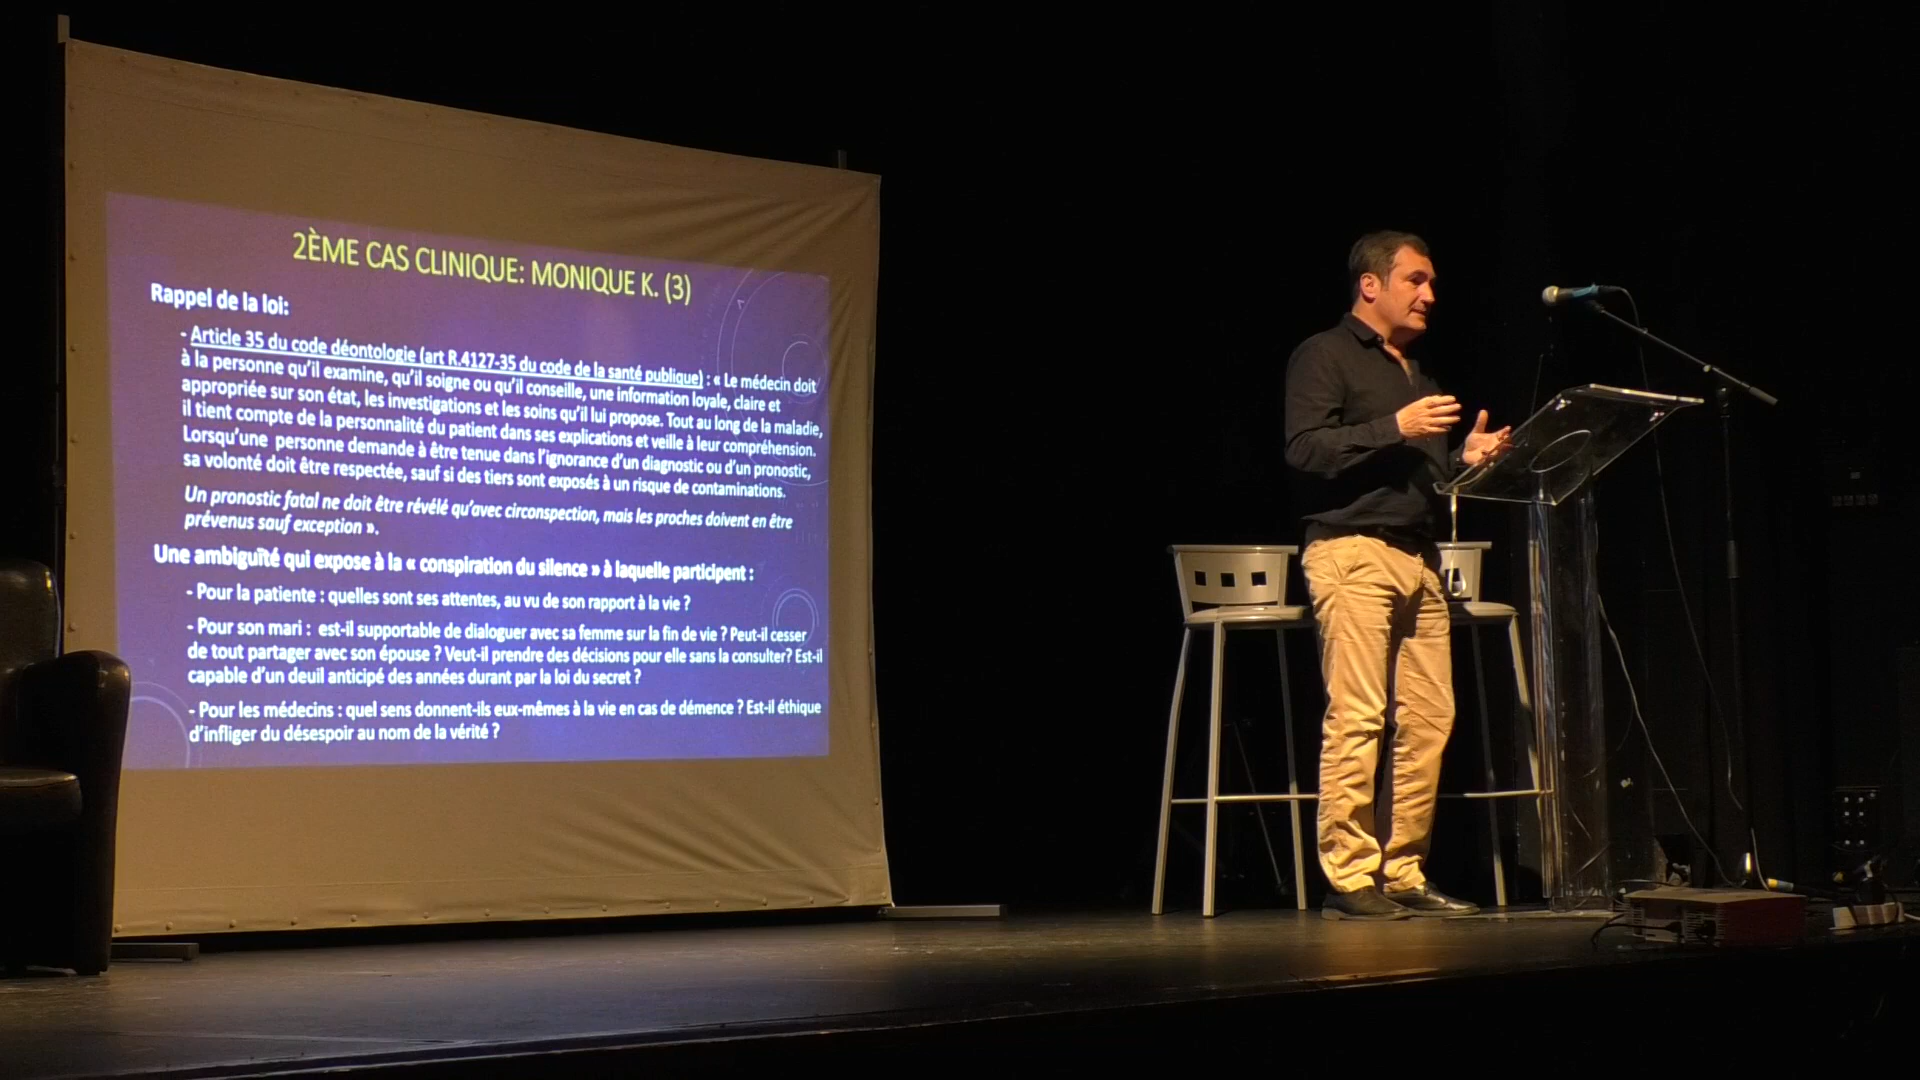 2ÈME CAS CLINIQUE: MONIQUE K. (3)
Rappel de la loi:
- Article 35 du code déontologie (art R.4127-35 du code de la santé publique) : « Le médecin doit
à la personne qu'il examine, qu'il soigne ou qu'il conseille, une information loyale, claire et
appropriée sur son état, les investigations et les soins qu'il lui propose. Tout au long de la maladie,
il tient compte de la personnalité du patient dans ses explications et veille à leur compréhension.
Lorsqu'une personne demande à être tenue dans l'ignorance d'un diagnostic ou d'un pronostic,
sa volonté doit être respectée, sauf si des tiers sont exposés à un risque de contaminations.
Un pronostic fatal ne doit être révélé qu'avec circonspection, mais les proches doivent en être
prévenus sauf exception ».
Une ambiguïté qui expose à la « conspiration du silence » à laquelle participent :
- Pour la patiente : quelles sont ses attentes, au vu de son rapport à la vie ?
- Pour son mari : est-il supportable de dialoguer avec sa femme sur la fin de vie ? Peut-il cesser
de tout partager avec son épouse ? Veut-il prendre des décisions pour elle sans la consulter? Est-il
capable d'un deuil anticipé des années durant par la loi du secret ?
- Pour les médecins : quel sens donnent-ils eux-mêmes à la vie en cas de démence ? Est-il éthique
d'infliger du désespoir au nom de la vérité ?